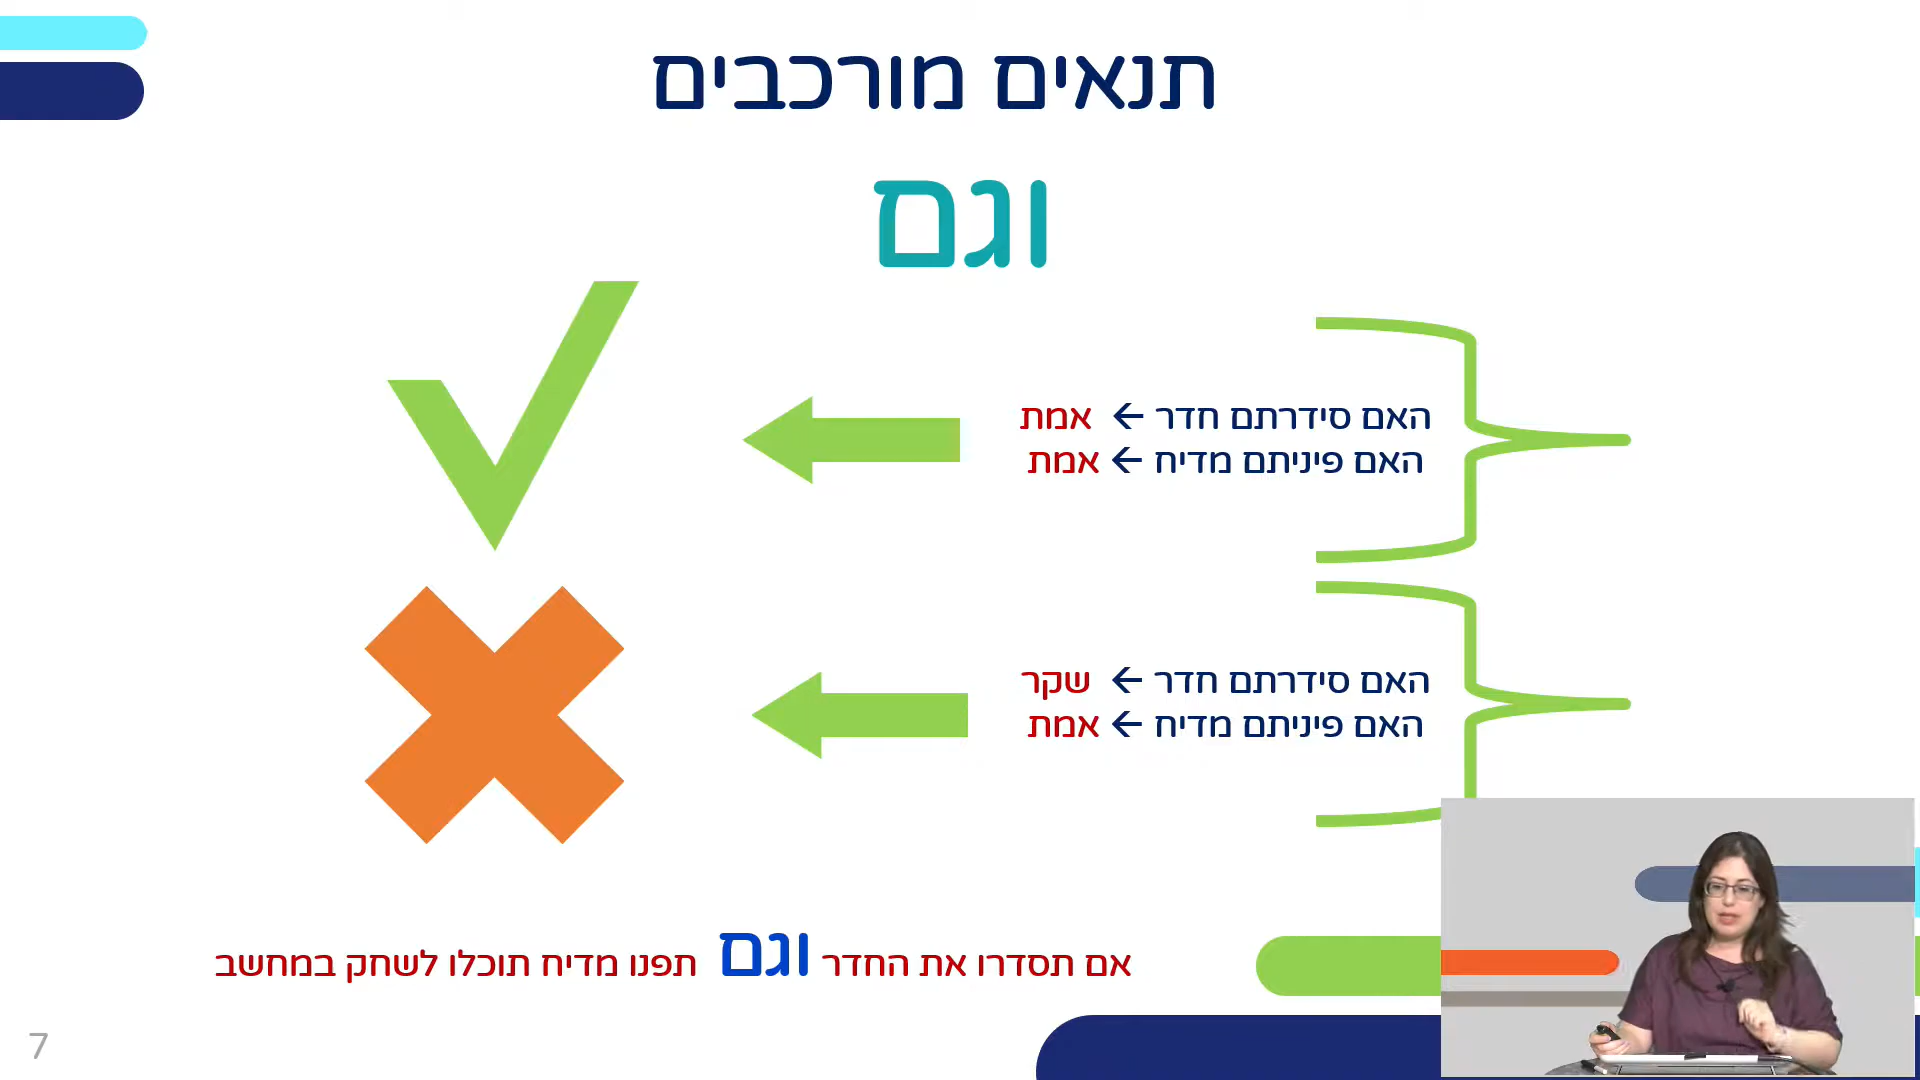 תנאים מורכבים
וגם
האם סידרתם חדר ← אמת
האם פיניתם מדיח ← אמת
האם סידרתם חדר ← שקר
האם פיניתם מדיח ← אמת
אם תסדרו את החדר וגם תפנו מדיח תוכלו לשחק במחשב
7